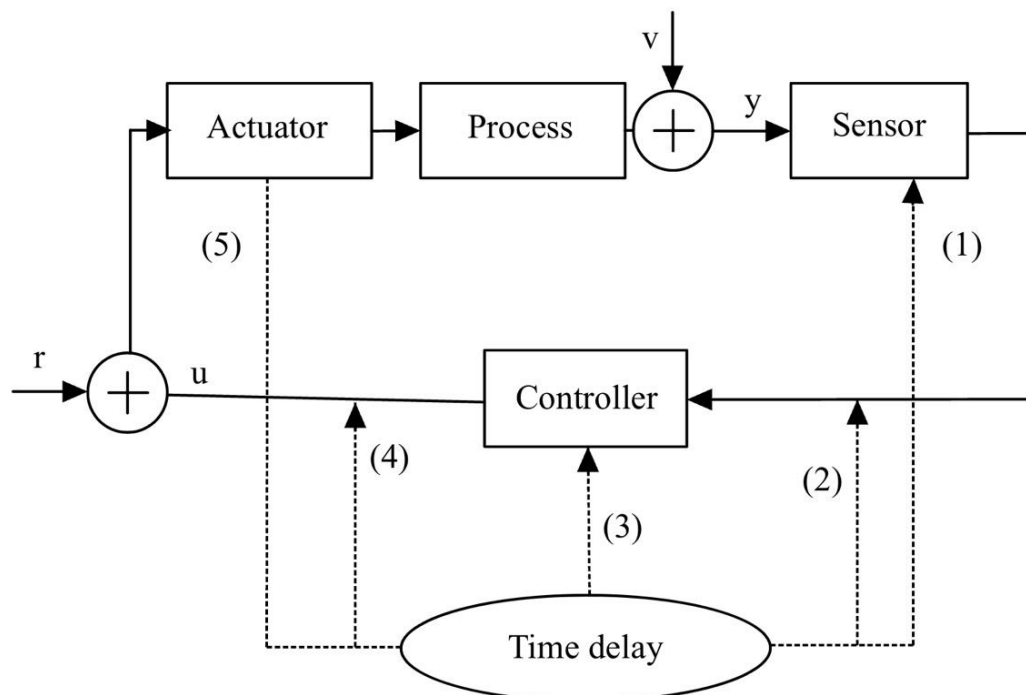 v
Actuator
Process
y
Sensor
(5)
(1)
r
u
Controller
(4)
(2)
(3)
Time delay